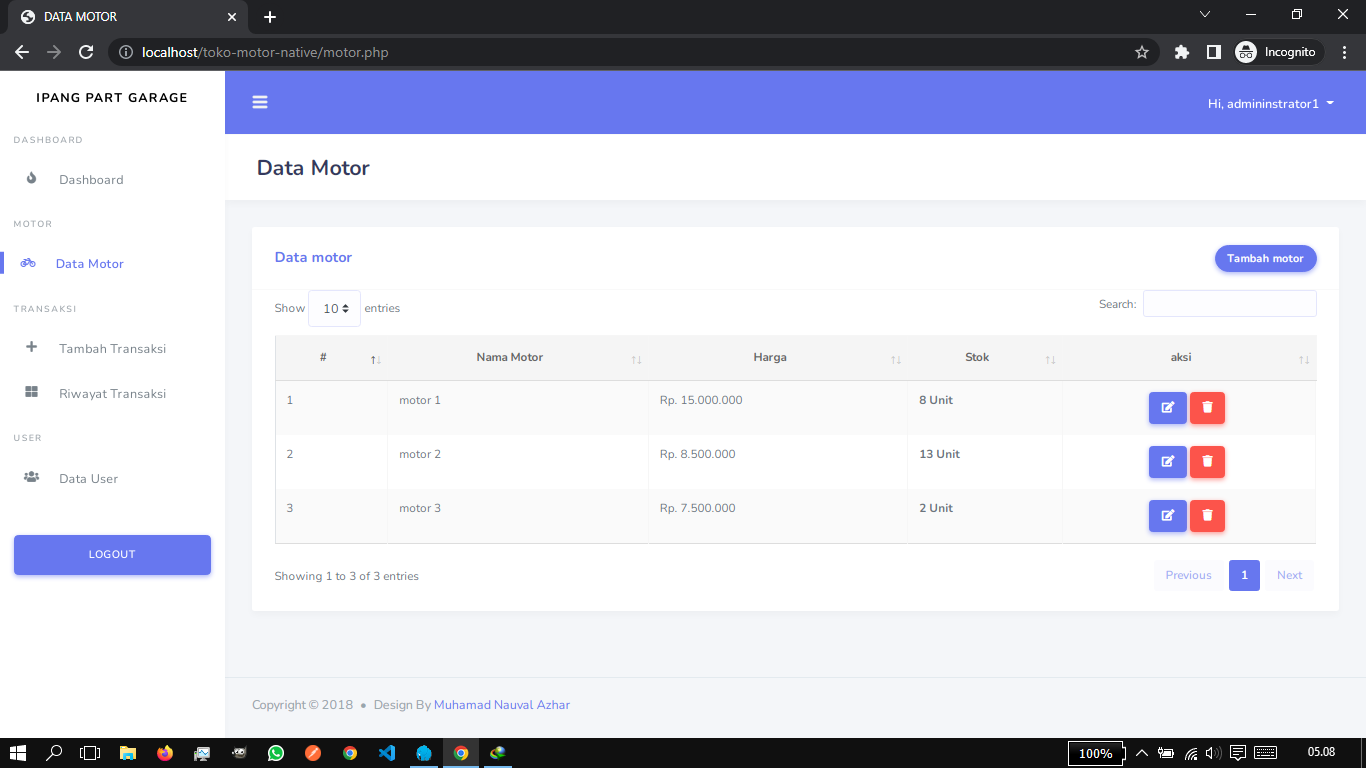 DATA MOTOR
localhost/toko-motor-native/motor.php
Incognito
IPANG PART GARAGE
Hi, admininstrator1
DASHBOARD
Dashboard
MOTOR
Data Motor
TRANSAKSI
Tambah Transaksi
Riwayat Transaksi
USER
Data User
LOGOUT
Data Motor
Data motor
Tambah motor
Show 10 entries
Search:
# Nama Motor Harga Stok aksi
1 motor 1 Rp. 15.000.000 8 Unit
2 motor 2 Rp. 8.500.000 13 Unit
3 motor 3 Rp. 7.500.000 2 Unit
Showing 1 to 3 of 3 entries
Previous 1 Next
Copyright © 2018 • Design By Muhamad Nauval Azhar
100%
05.08